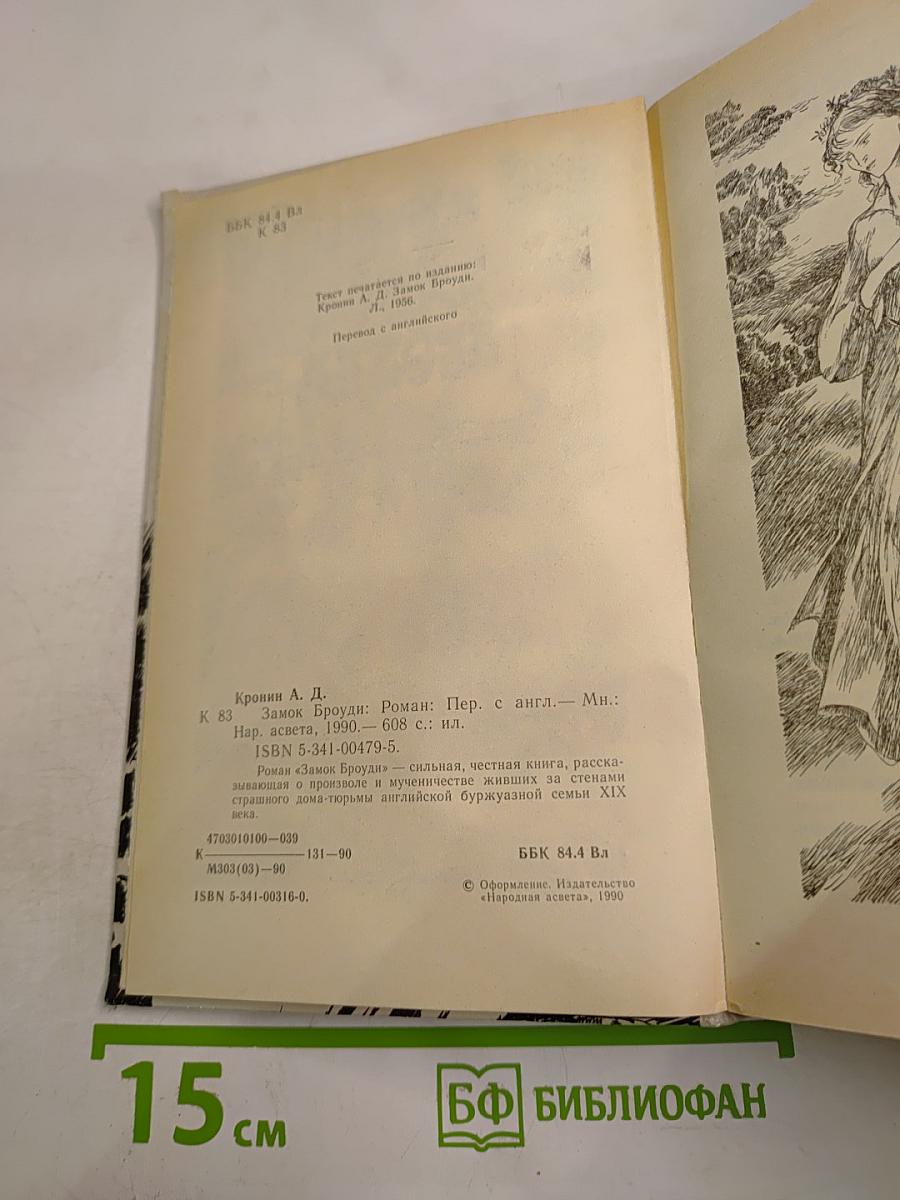 ББК 84.4 Вл
К 83
Текст печатается по изданию:
Кронин А. Д. Замок Броуди.
Л., 1956.
Перевод с английского
Кронин А. Д.
К 83 Замок Броуди: Роман: Пер. с англ.— Мн.:
Нар. асвета, 1990.— 608 с.: ил.
ISBN 5-341-00479-5.
Роман «Замок Броуди» — сильная, честная книга, расска-
зывающая о произволе и мученичестве живших за стенами
страшного дома-тюрьмы английской буржуазной семьи XIX
века.
4703010100—039
К————————131—90
М303(03)—90
ББК 84.4 Вл
ISBN 5-341-00316-0.
© Оформление. Издательство
«Народная асвета», 1990
15 см
БФ БИБЛИОФАН